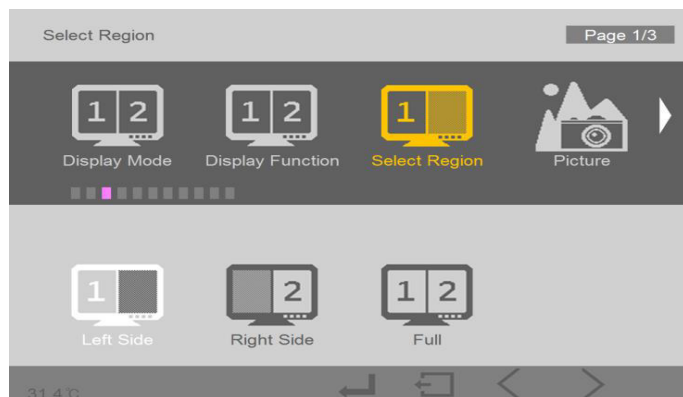 Select Region
Page 1/3
1 2 1 2 1
Display Mode Display Function Select Region Picture
1 2 1 2
Left Side Right Side Full
31.4℃